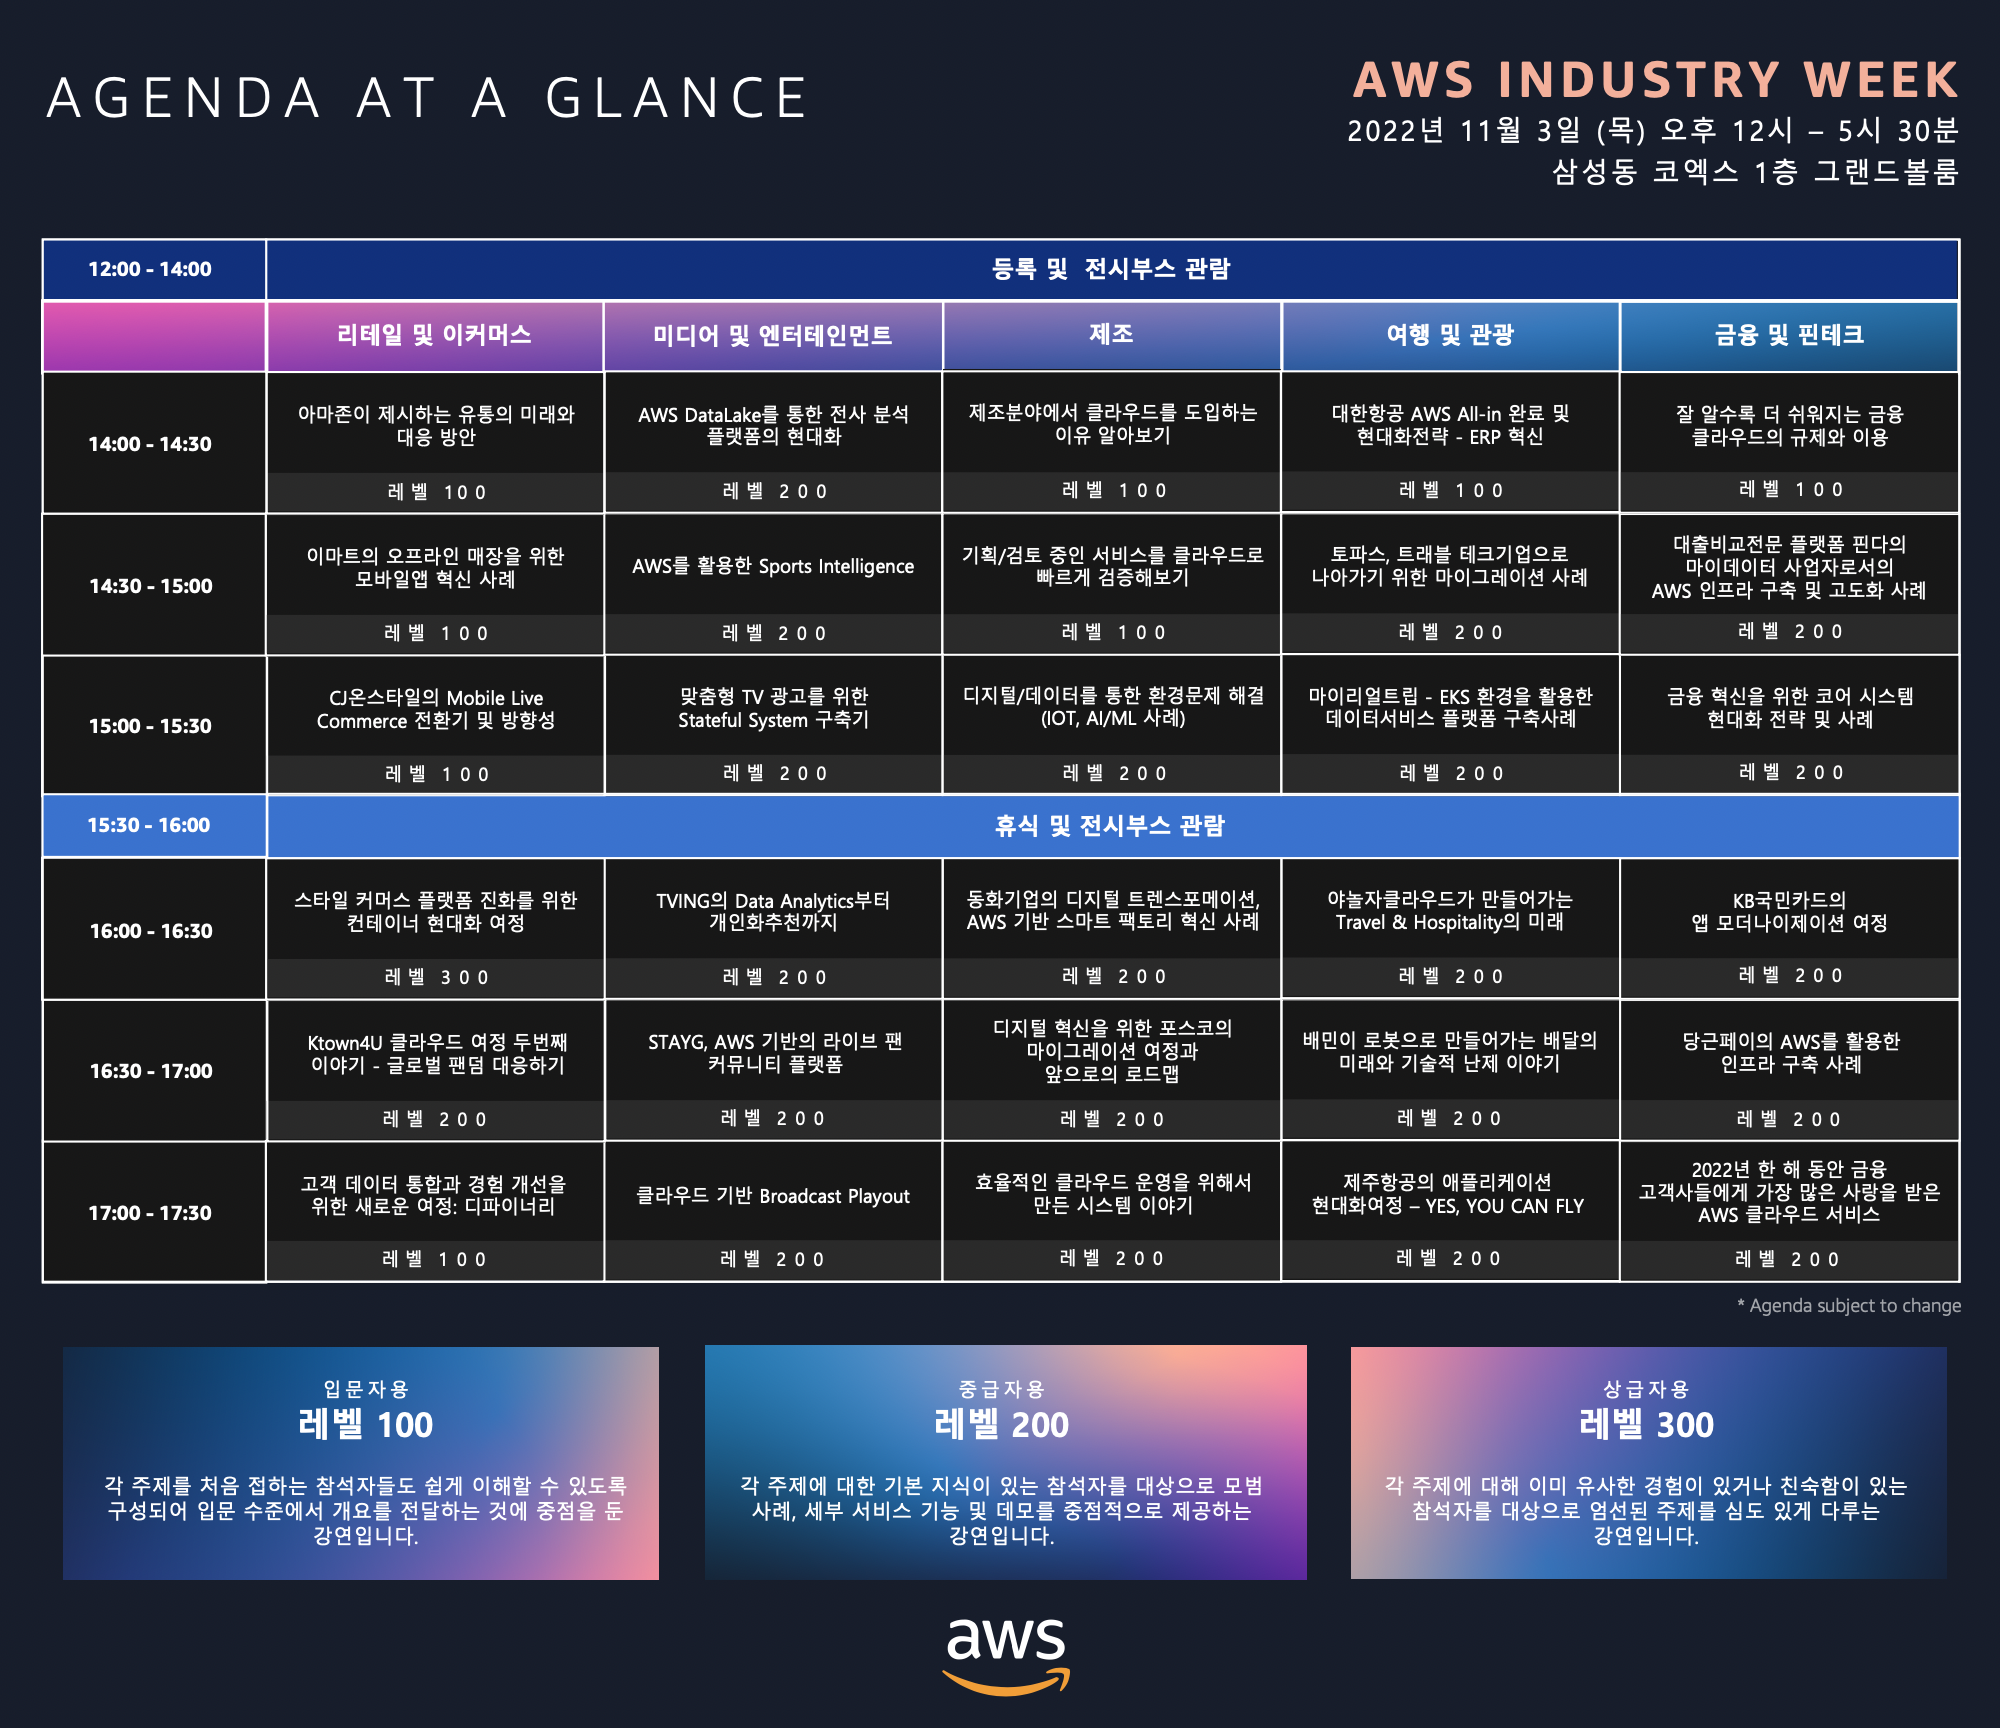 AGENDA AT A GLANCE
AWS INDUSTRY WEEK
2022년 11월 3일 (목) 오후 12시 – 5시 30분
삼성동 코엑스 1층 그랜드볼룸
12:00 - 14:00
등록 및 전시부스 관람
리테일 및 이커머스
미디어 및 엔터테인먼트
제조
여행 및 관광
금융 및 핀테크
14:00 - 14:30
아마존이 제시하는 유통의 미래와
대응 방안
레벨 100
AWS DataLake를 통한 전사 분석
플랫폼의 현대화
레벨 200
제조분야에서 클라우드를 도입하는
이유 알아보기
레벨 100
대한항공 AWS All-in 완료 및
현대화전략 - ERP 혁신
레벨 100
잘 알수록 더 쉬워지는 금융
클라우드의 규제와 이용
레벨 100
14:30 - 15:00
이마트의 오프라인 매장을 위한
모바일앱 혁신 사례
레벨 100
AWS를 활용한 Sports Intelligence
레벨 200
기획/검토 중인 서비스를 클라우드로
빠르게 검증해보기
레벨 100
토파스, 트래블 테크기업으로
나아가기 위한 마이그레이션 사례
레벨 200
대출비교전문 플랫폼 핀다의
마이데이터 사업자로서의
AWS 인프라 구축 및 고도화 사례
레벨 200
15:00 - 15:30
CJ온스타일의 Mobile Live
Commerce 전환기 및 방향성
레벨 100
맞춤형 TV 광고를 위한
Stateful System 구축기
레벨 200
디지털/데이터를 통한 환경문제 해결
(IOT, AI/ML 사례)
레벨 200
마이리얼트립 - EKS 환경을 활용한
데이터서비스 플랫폼 구축사례
레벨 200
금융 혁신을 위한 코어 시스템
현대화 전략 및 사례
레벨 200
15:30 - 16:00
휴식 및 전시부스 관람
16:00 - 16:30
스타일 커머스 플랫폼 진화를 위한
컨테이너 현대화 여정
레벨 300
TVING의 Data Analytics부터
개인화추천까지
레벨 200
동화기업의 디지털 트렌스포메이션,
AWS 기반 스마트 팩토리 혁신 사례
레벨 200
야놀자클라우드가 만들어가는
Travel & Hospitality의 미래
레벨 200
KB국민카드의
앱 모더나이제이션 여정
레벨 200
16:30 - 17:00
Ktown4U 클라우드 여정 두번째
이야기 - 글로벌 팬덤 대응하기
레벨 200
STAYG, AWS 기반의 라이브 팬
커뮤니티 플랫폼
레벨 200
디지털 혁신을 위한 포스코의
마이그레이션 여정과
앞으로의 로드맵
레벨 200
배민이 로봇으로 만들어가는 배달의
미래와 기술적 난제 이야기
레벨 200
당근페이의 AWS를 활용한
인프라 구축 사례
레벨 200
17:00 - 17:30
고객 데이터 통합과 경험 개선을
위한 새로운 여정: 디파이너리
레벨 100
클라우드 기반 Broadcast Playout
레벨 200
효율적인 클라우드 운영을 위해서
만든 시스템 이야기
레벨 200
제주항공의 애플리케이션
현대화여정 – YES, YOU CAN FLY
레벨 200
2022년 한 해 동안 금융
고객사들에게 가장 많은 사랑을 받은
AWS 클라우드 서비스
레벨 200
* Agenda subject to change
입문자용
레벨 100
각 주제를 처음 접하는 참석자들도 쉽게 이해할 수 있도록
구성되어 입문 수준에서 개요를 전달하는 것에 중점을 둔
강연입니다.
중급자용
레벨 200
각 주제에 대한 기본 지식이 있는 참석자를 대상으로 모범
사례, 세부 서비스 기능 및 데모를 중점적으로 제공하는
강연입니다.
상급자용
레벨 300
각 주제에 대해 이미 유사한 경험이 있거나 친숙함이 있는
참석자를 대상으로 엄선된 주제를 심도 있게 다루는
강연입니다.
aws